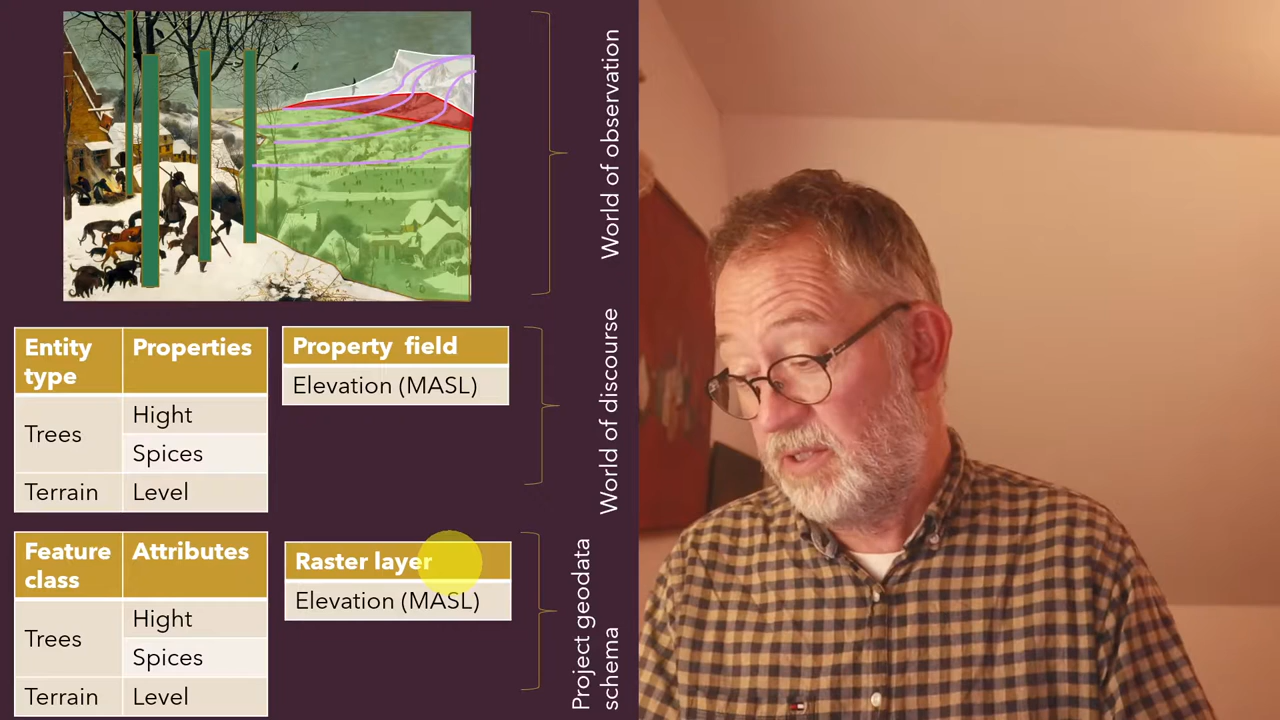 World of observation
Entity type
Properties
Trees
Hight
Spices
Terrain
Level
Property field
Elevation (MASL)
World of discourse
Feature class
Attributes
Trees
Hight
Spices
Terrain
Level
Raster layer
Elevation (MASL)
Project geodata
schema